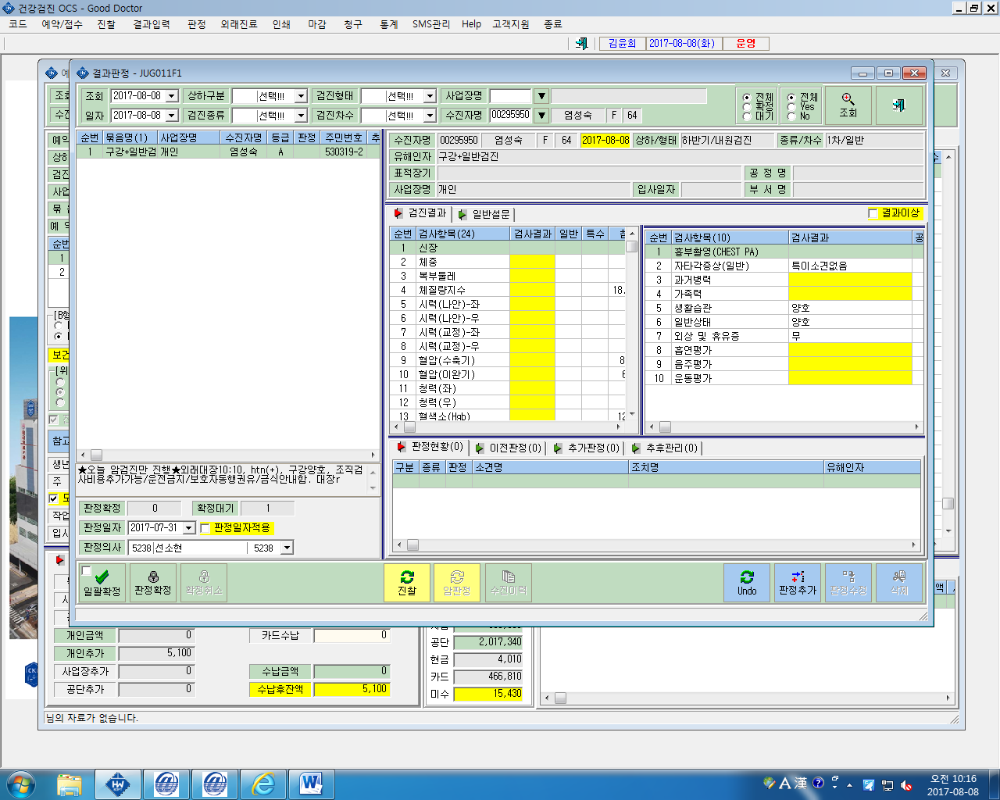 건강검진 OCS - Good Doctor
코드 예약/접수 진찰 결과입력 판정 외래진료 인쇄 마감 청구 통계 SMS관리 Help 고객지원 종료
김윤희 2017-08-08(화) 운영
결과판정 - JUG011F1
조회 2017-08-08 상하구분 선택!!! 검진형태 선택!!! 사업장명 전체 확정 대기 전체 Yes No 조회
일자 2017-08-08 검진종류 선택!!! 검진차수 선택!!! 수진자명 00295950 염성숙 F 64
순번 묶음명(1) 사업장명 수진자명 등급 판정 주민번호
1 구강+일반검 개인 염성숙 A 530319-2
수진자명 00295950 염성숙 F 64 2017-08-08 상하/형태 하반기/내원검진 종류/차수 1차/일반
유해인자 구강+일반검진
표적장기 공 정 명
사업장명 개인 입사일자 부 서 명
검진결과 일반설문 결과이상
순번 검사항목(24) 검사결과 일반 특수
1 신장
2 체중
3 복부둘레
4 체질량지수 18.
5 시력(나안)-좌
6 시력(나안)-우
7 시력(교정)-좌
8 시력(교정)-우
9 혈압(수축기) 8
10 혈압(이완기) 6
11 청력(좌)
12 청력(우)
13 혈색소(Hgb) 12
순번 검사항목(10) 검사결과
1 흉부촬영(CHEST PA)
2 자타각증상(일반) 특이소견없음
3 과거병력
4 가족력
5 생활습관 양호
6 일반상태 양호
7 외상 및 휴유증 무
8 흡연평가
9 음주평가
10 운동평가
판정현황(0) 이전판정(0) 추가판정(0) 추후관리(0)
구분 종류 판정 소견명 조치명 유해인자
★오늘 암검진만 진행★외래대장10:10, htn(+), 구강양호, 조직검
사비용추가가능/운전금지/보호자동행권유/금식안내함. 대장r
판정확정 0 확정대기 1
판정일자 2017-07-31 판정일자적용
판정의사 5238 선소현 5238
일괄확정 판정확정 확정취소 진찰 암판정 수진이력 Undo 판정추가 판정수정 삭제
개인금액 0 카드수납 0
개인추가 5,100
사업장추가 0 수납금액 0
공단추가 0 수납후잔액 5,100
공단 2,017,340
현금 4,010
카드 466,810
미수 15,430
님의 자료가 없습니다.
A 漢
오전 10:16
2017-08-08